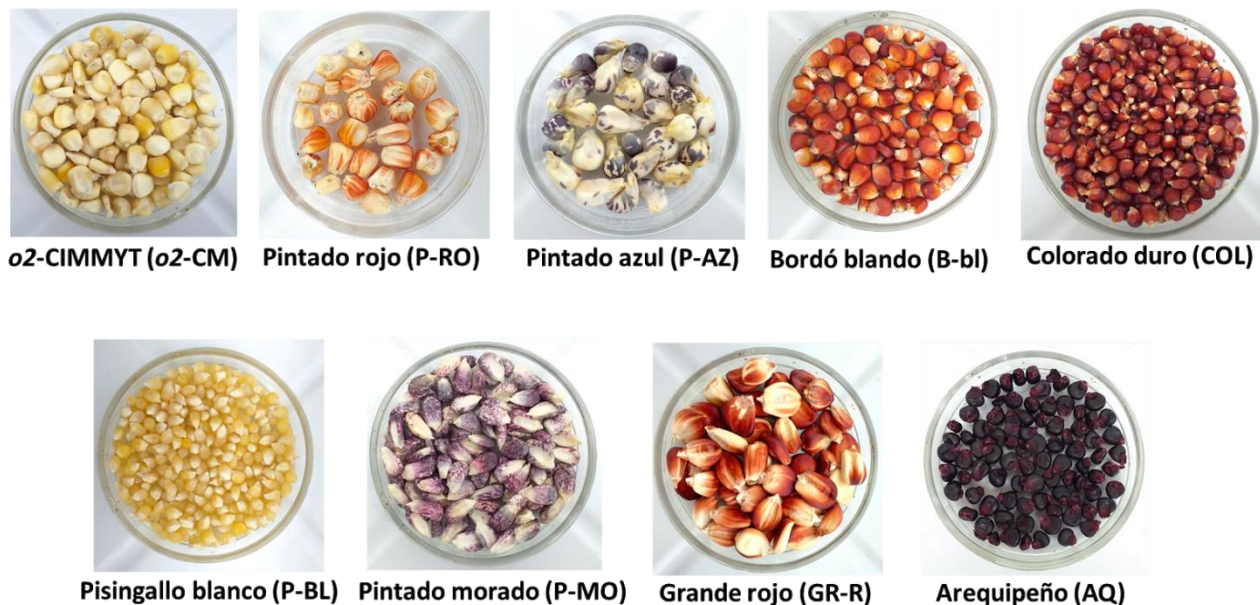 o2-CIMMYT (o2-CM)
Pintado rojo (P-RO)
Pintado azul (P-AZ)
Bordó blando (B-bl)
Colorado duro (COL)
Pisingallo blanco (P-BL)
Pintado morado (P-MO)
Grande rojo (GR-R)
Arequipeño (AQ)